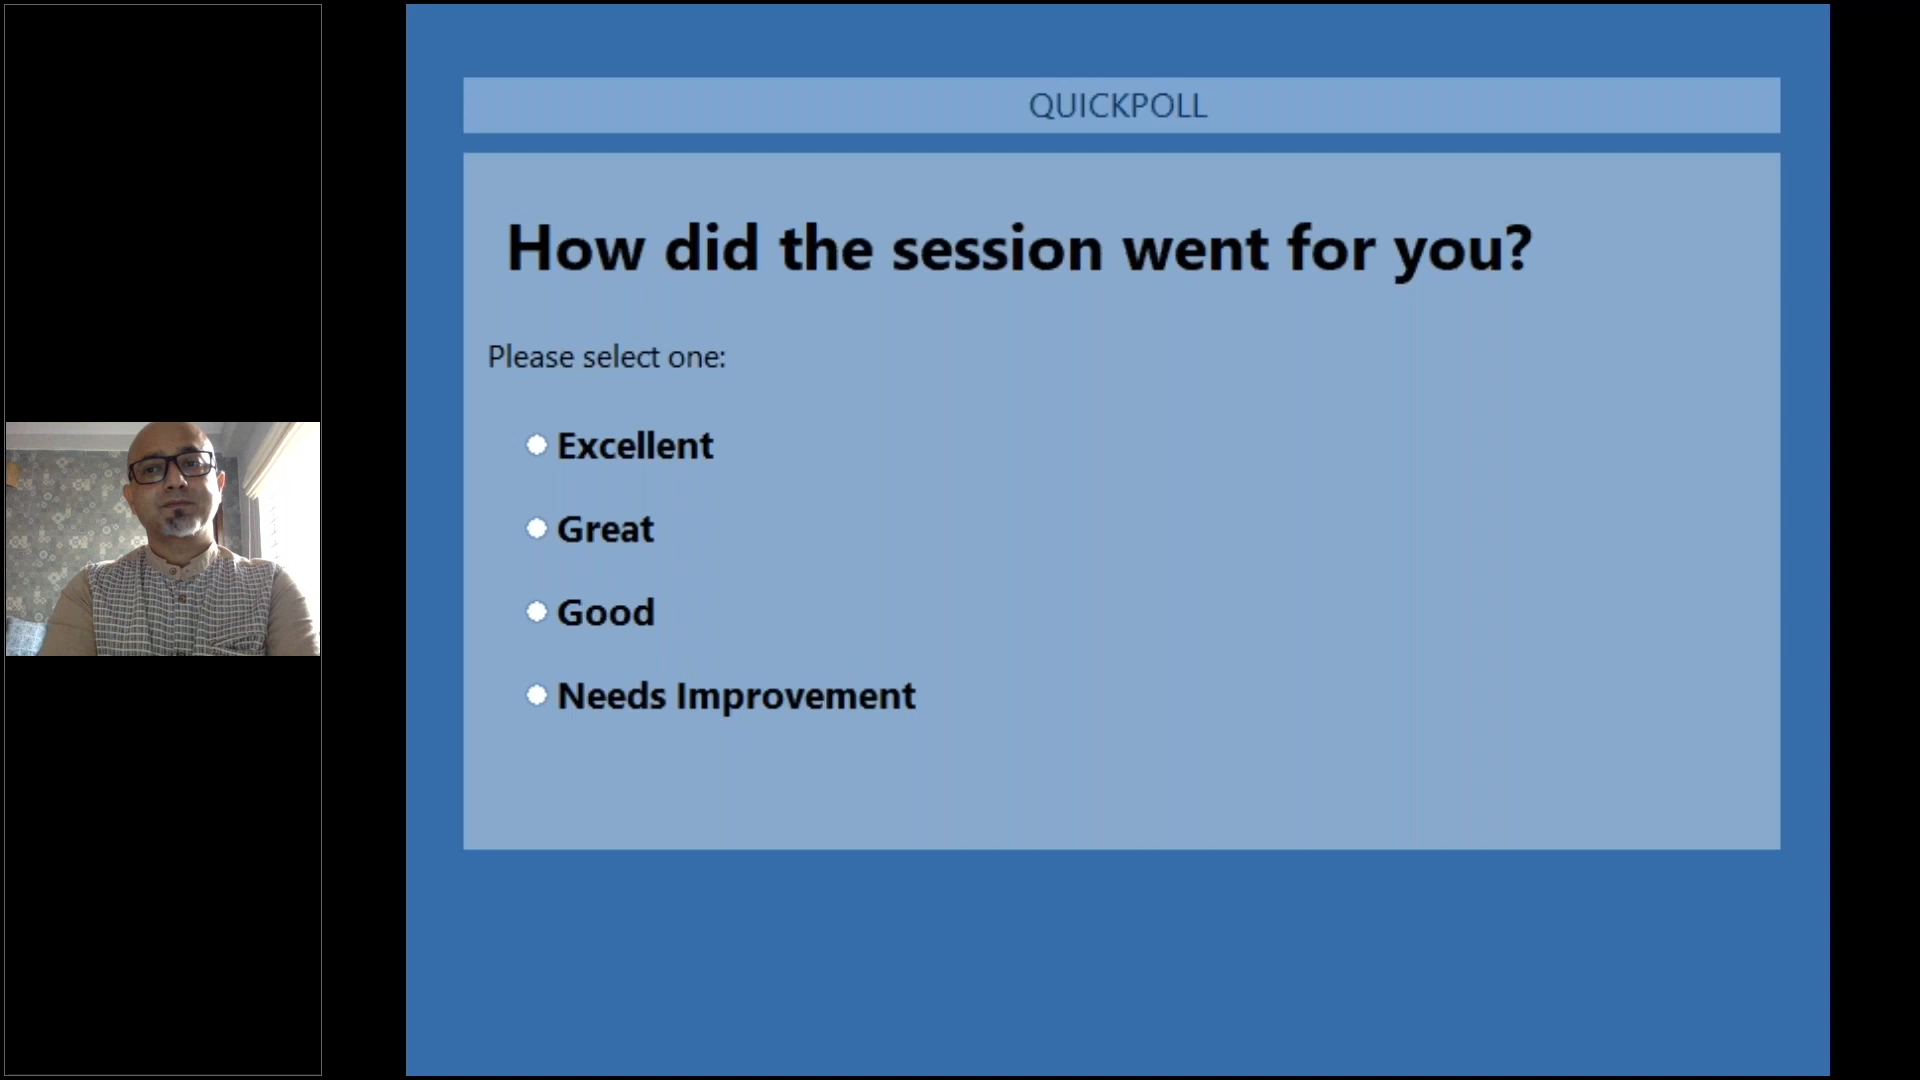 QUICKPOLL
How did the session went for you?
Please select one:
Excellent
Great
Good
Needs Improvement